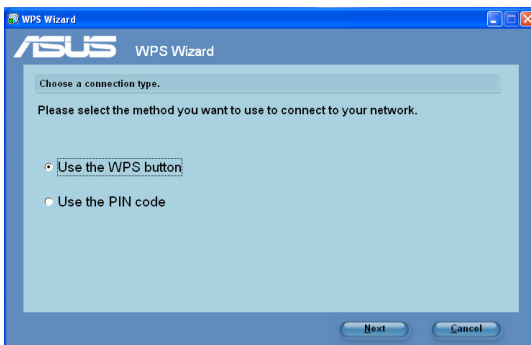 WPS Wizard
ASUS WPS Wizard
Choose a connection type.
Please select the method you want to use to connect to your network.
Use the WPS button
Use the PIN code
Next Cancel